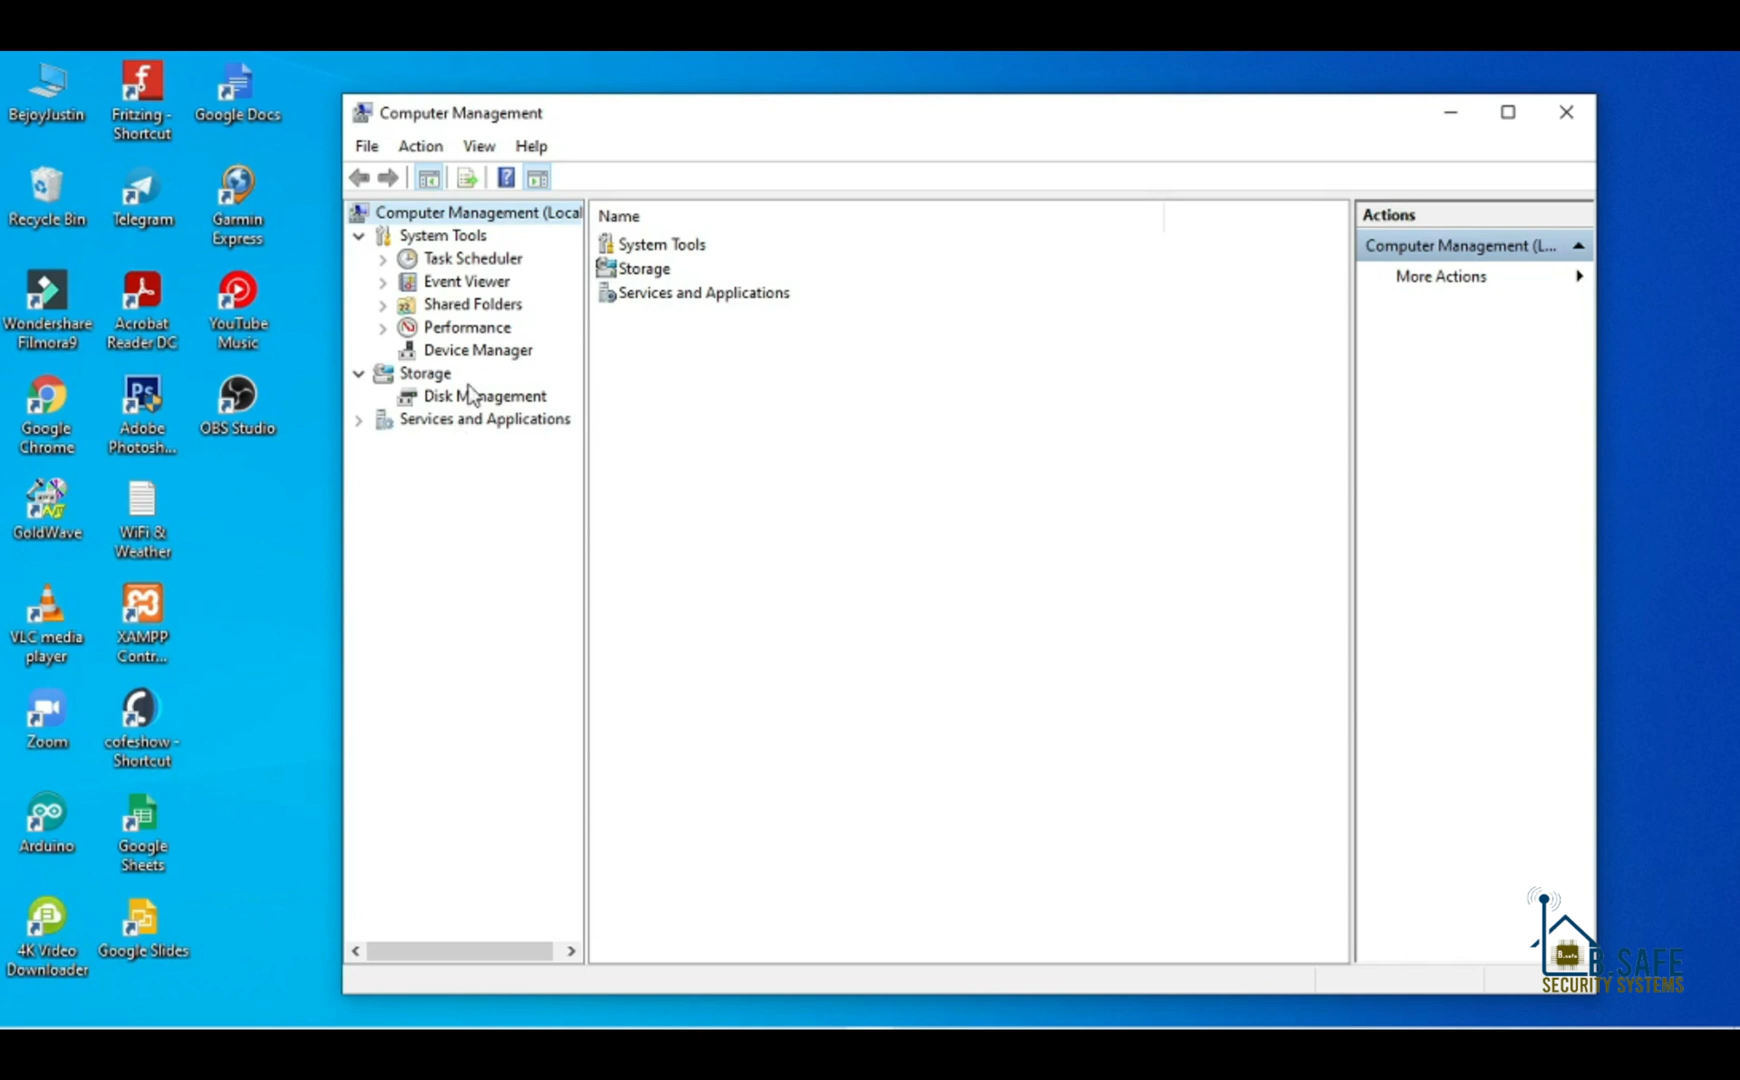 BejoyJustin
Fritzing -
Shortcut
Google Docs
Recycle Bin
Telegram
Garmin
Express
Wondershare
Filmora9
Acrobat
Reader DC
YouTube
Music
Google
Chrome
Adobe
Photosh...
OBS Studio
GoldWave
WiFi &
Weather
VLC media
player
XAMPP
Contr...
Zoom
cofeshow -
Shortcut
Arduino
Google
Sheets
4K Video
Downloader
Google Slides
Computer Management
File Action View Help
Computer Management (Local
System Tools
Task Scheduler
Event Viewer
Shared Folders
Performance
Device Manager
Storage
Disk Management
Services and Applications
Name
System Tools
Storage
Services and Applications
Actions
Computer Management (L...
More Actions
B.SAFE
SECURITY SYSTEMS